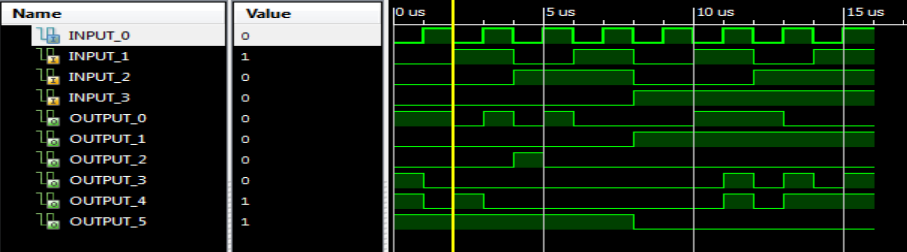 Name Value 0 us 5 us 10 us 15 us
INPUT_0 0
INPUT_1 1
INPUT_2 0
INPUT_3 0
OUTPUT_0 0
OUTPUT_1 0
OUTPUT_2 0
OUTPUT_3 0
OUTPUT_4 1
OUTPUT_5 1